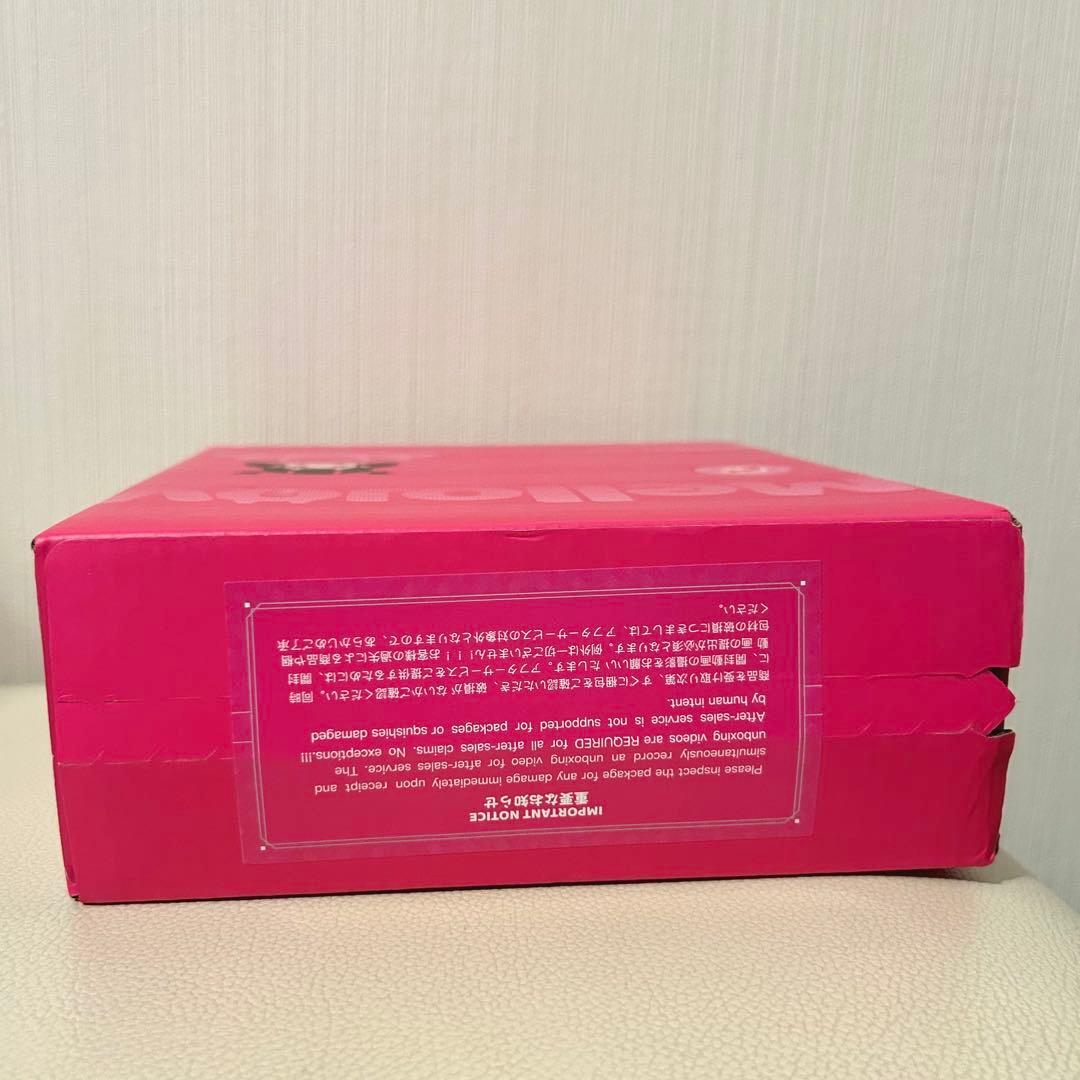 IMPORTANT NOTICE
重要なお知らせ
Please inspect the package for any damage immediately upon receipt and
simultaneously record an unboxing video for after-sales service. The
unboxing videos are REQUIRED for all after-sales claims. No exceptions!!!
After-sales service is not supported for packages or squishies damaged
by human intent.
商品を受け取り次第、すぐに梱包をご確認いただき、破損がないかご確認ください。同時
に、開封動画の撮影をお願いいたします。アフターサービスをご提供するためには、開封
動画の提出が必須となります。例外は一切ございません!!!お客様の過失による商品や梱
包材の破損につきましては、アフターサービスの対象外となりますので、あらかじめご了承
ください。